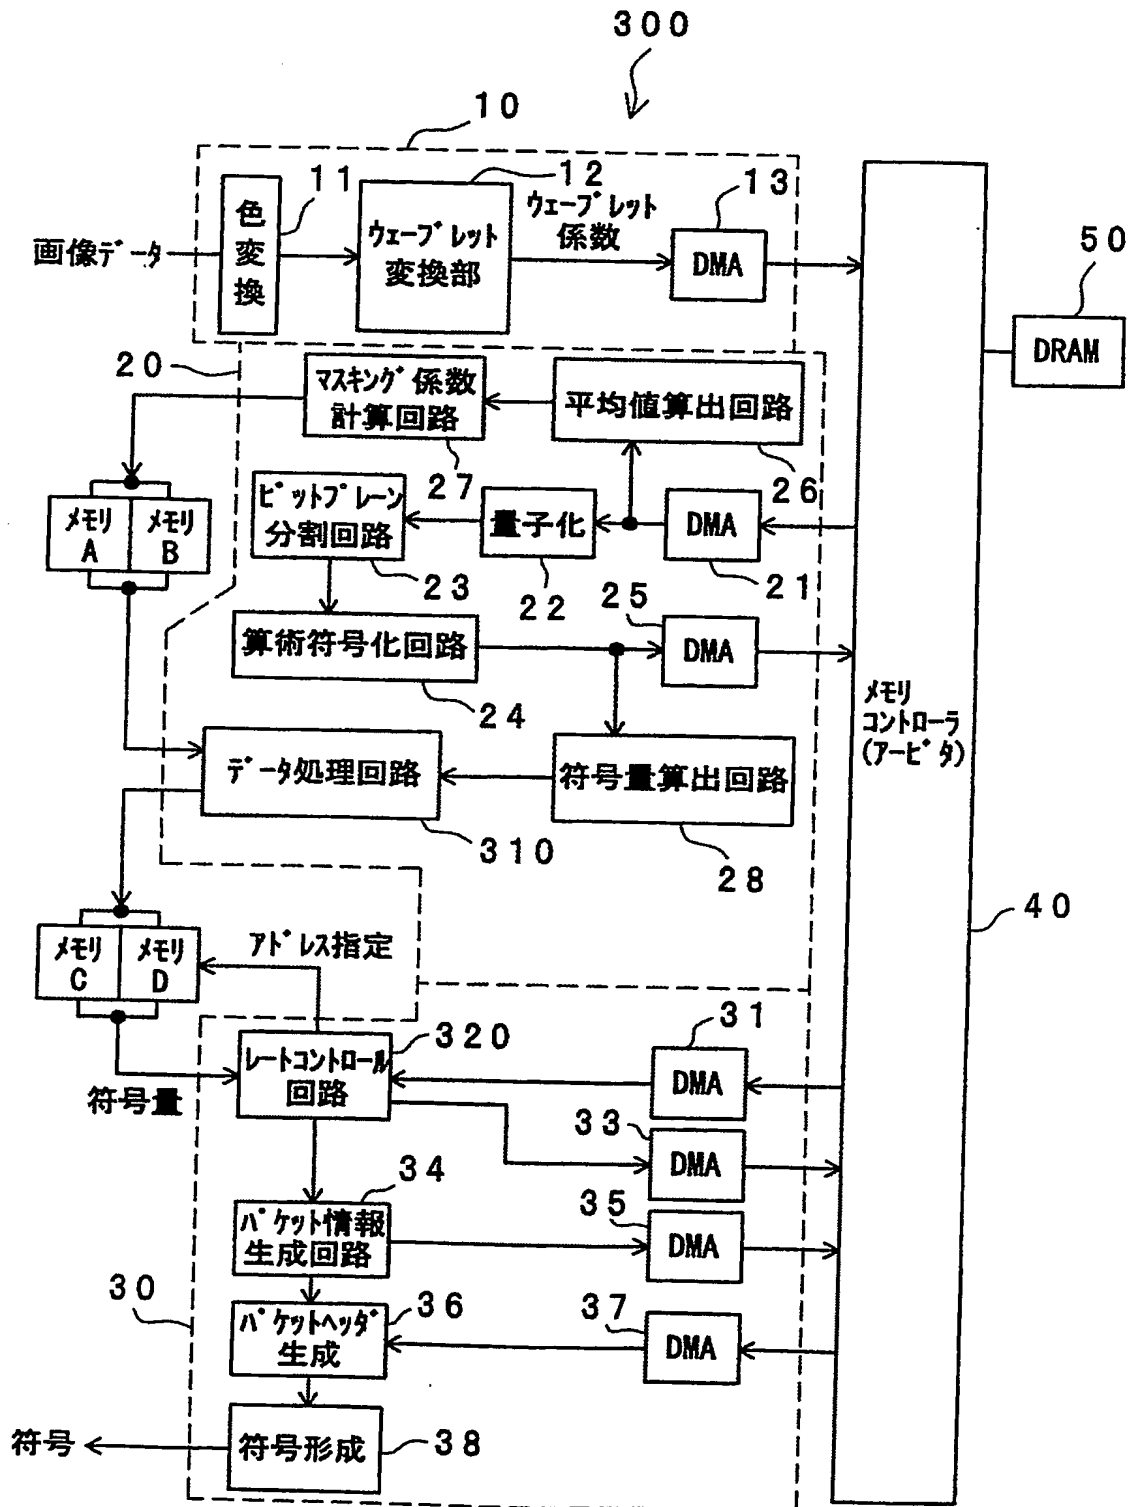 300
10
11
12
13
色変換
画像データ
ウェーブレット
変換部
ウェーブレット
係数
DMA
50
DRAM
20
マスキング係数
計算回路
平均値算出回路
27
26
メモリ
A
メモリ
B
ビットプレーン
分割回路
量子化
DMA
23
22
21
25
算術符号化回路
DMA
24
メモリ
コントローラ
(アービタ)
データ処理回路
符号量算出回路
310
28
40
メモリ
C
メモリ
D
アドレス指定
320
31
レートコントロール
回路
DMA
符号量
33
DMA
34
35
パケット情報
生成回路
DMA
30
36
37
パケットヘッダ
生成
DMA
符号
符号形成
38